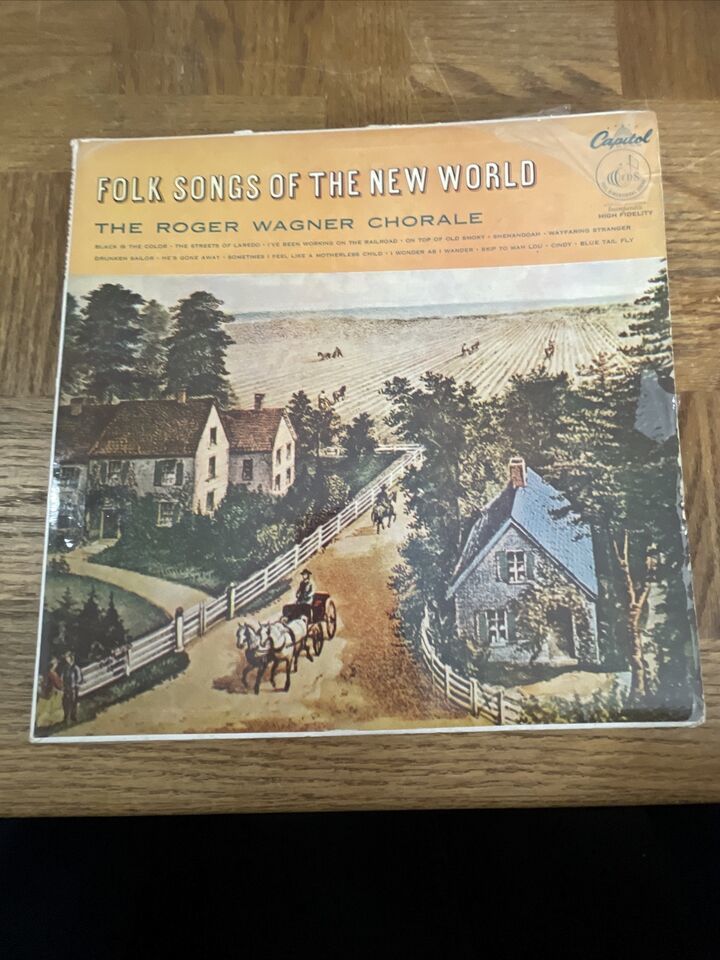 Capitol
FOLK SONGS OF THE NEW WORLD
FDS
Incomparable
HIGH FIDELITY
THE ROGER WAGNER CHORALE
BLACK IS THE COLOR · THE STREETS OF LAREDO · I'VE BEEN WORKING ON THE RAILROAD · ON TOP OF OLD SMOKY · SHENANDOAH · WAYFARING STRANGER
DRUNKEN SAILOR · HE'S GONE AWAY · SOMETIMES I FEEL LIKE A MOTHERLESS CHILD · I WONDER AS I WANDER · SKIP TO MAH LOU · CINDY · BLUE TAIL FLY